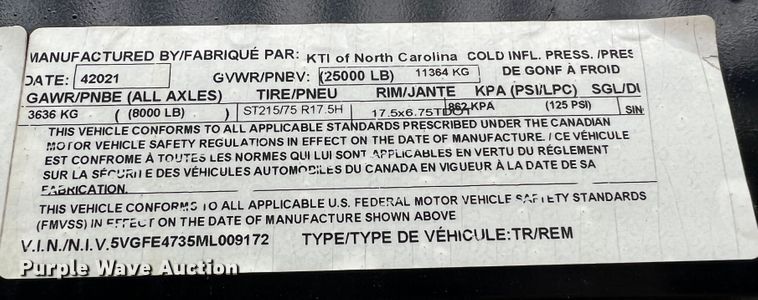 MANUFACTURED BY/FABRIQUÉ PAR: KTI of North Carolina COLD INFL. PRESS. /PRES
DATE: 42021 GVWR/PNBV: (25000 LB) 11364 KG DE GONF À FROID
GAWR/PNBE (ALL AXLES) TIRE/PNEU RIM/JANTE KPA (PSI/LPC) SGL/DU
3636 KG ( (8000 LB) ) ST215/75 R17.5H 17.5x6.75TDOT 862 KPA (125 PSI) SIN
THIS VEHICLE CONFORMS TO ALL APPLICABLE STANDARDS PRESCRIBED UNDER THE CANADIAN
MOTOR VEHICLE SAFETY REGULATIONS IN EFFECT ON THE DATE OF MANUFACTURE. / CE VÉHICULE
EST CONFROME À TOUTES LES NORMES QUI LUI SONT APPLICABLES EN VERTU DU RÉGLEMENT
SUR LA SÉCURITÉ DES VÉHICULES AUTOMOBILES DU CANADA EN VIGUEUR À LA DATE DE SA
FABRICATION.
THIS VEHICLE CONFORMS TO ALL APPLICABLE U.S. FEDERAL MOTOR VEHICLE SAFETY STANDARDS
(FMVSS) IN EFFECT ON THE DATE OF MANUFACTURE SHOWN ABOVE
V.I.N./N.I.V.5VGFE4735ML009172 TYPE/TYPE DE VÉHICULE:TR/REM
Purple Wave Auction